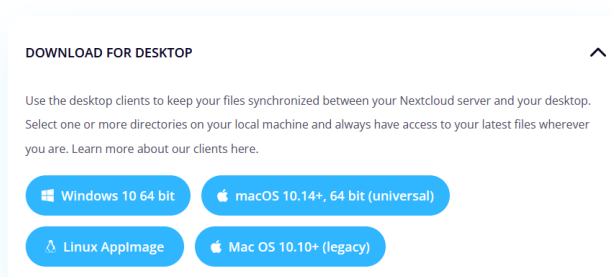 DOWNLOAD FOR DESKTOP
Use the desktop clients to keep your files synchronized between your Nextcloud server and your desktop.
Select one or more directories on your local machine and always have access to your latest files wherever
you are. Learn more about our clients here.
Windows 10 64 bit
macOS 10.14+, 64 bit (universal)
Linux AppImage
Mac OS 10.10+ (legacy)